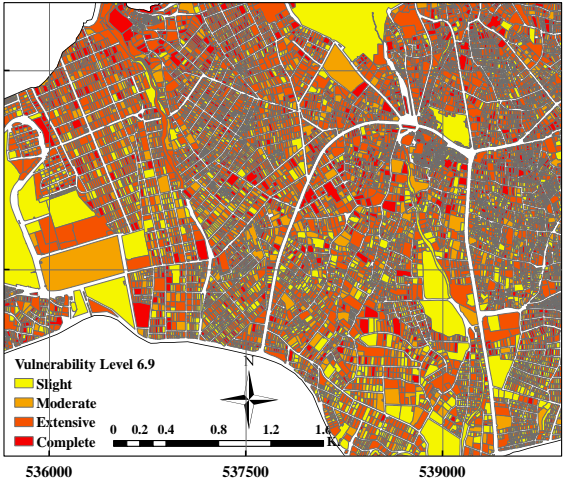 Vulnerability Level 6.9
Slight
Moderate
Extensive
Complete
N
0 0.2 0.4 0.8 1.2 1.6
K
536000 537500 539000